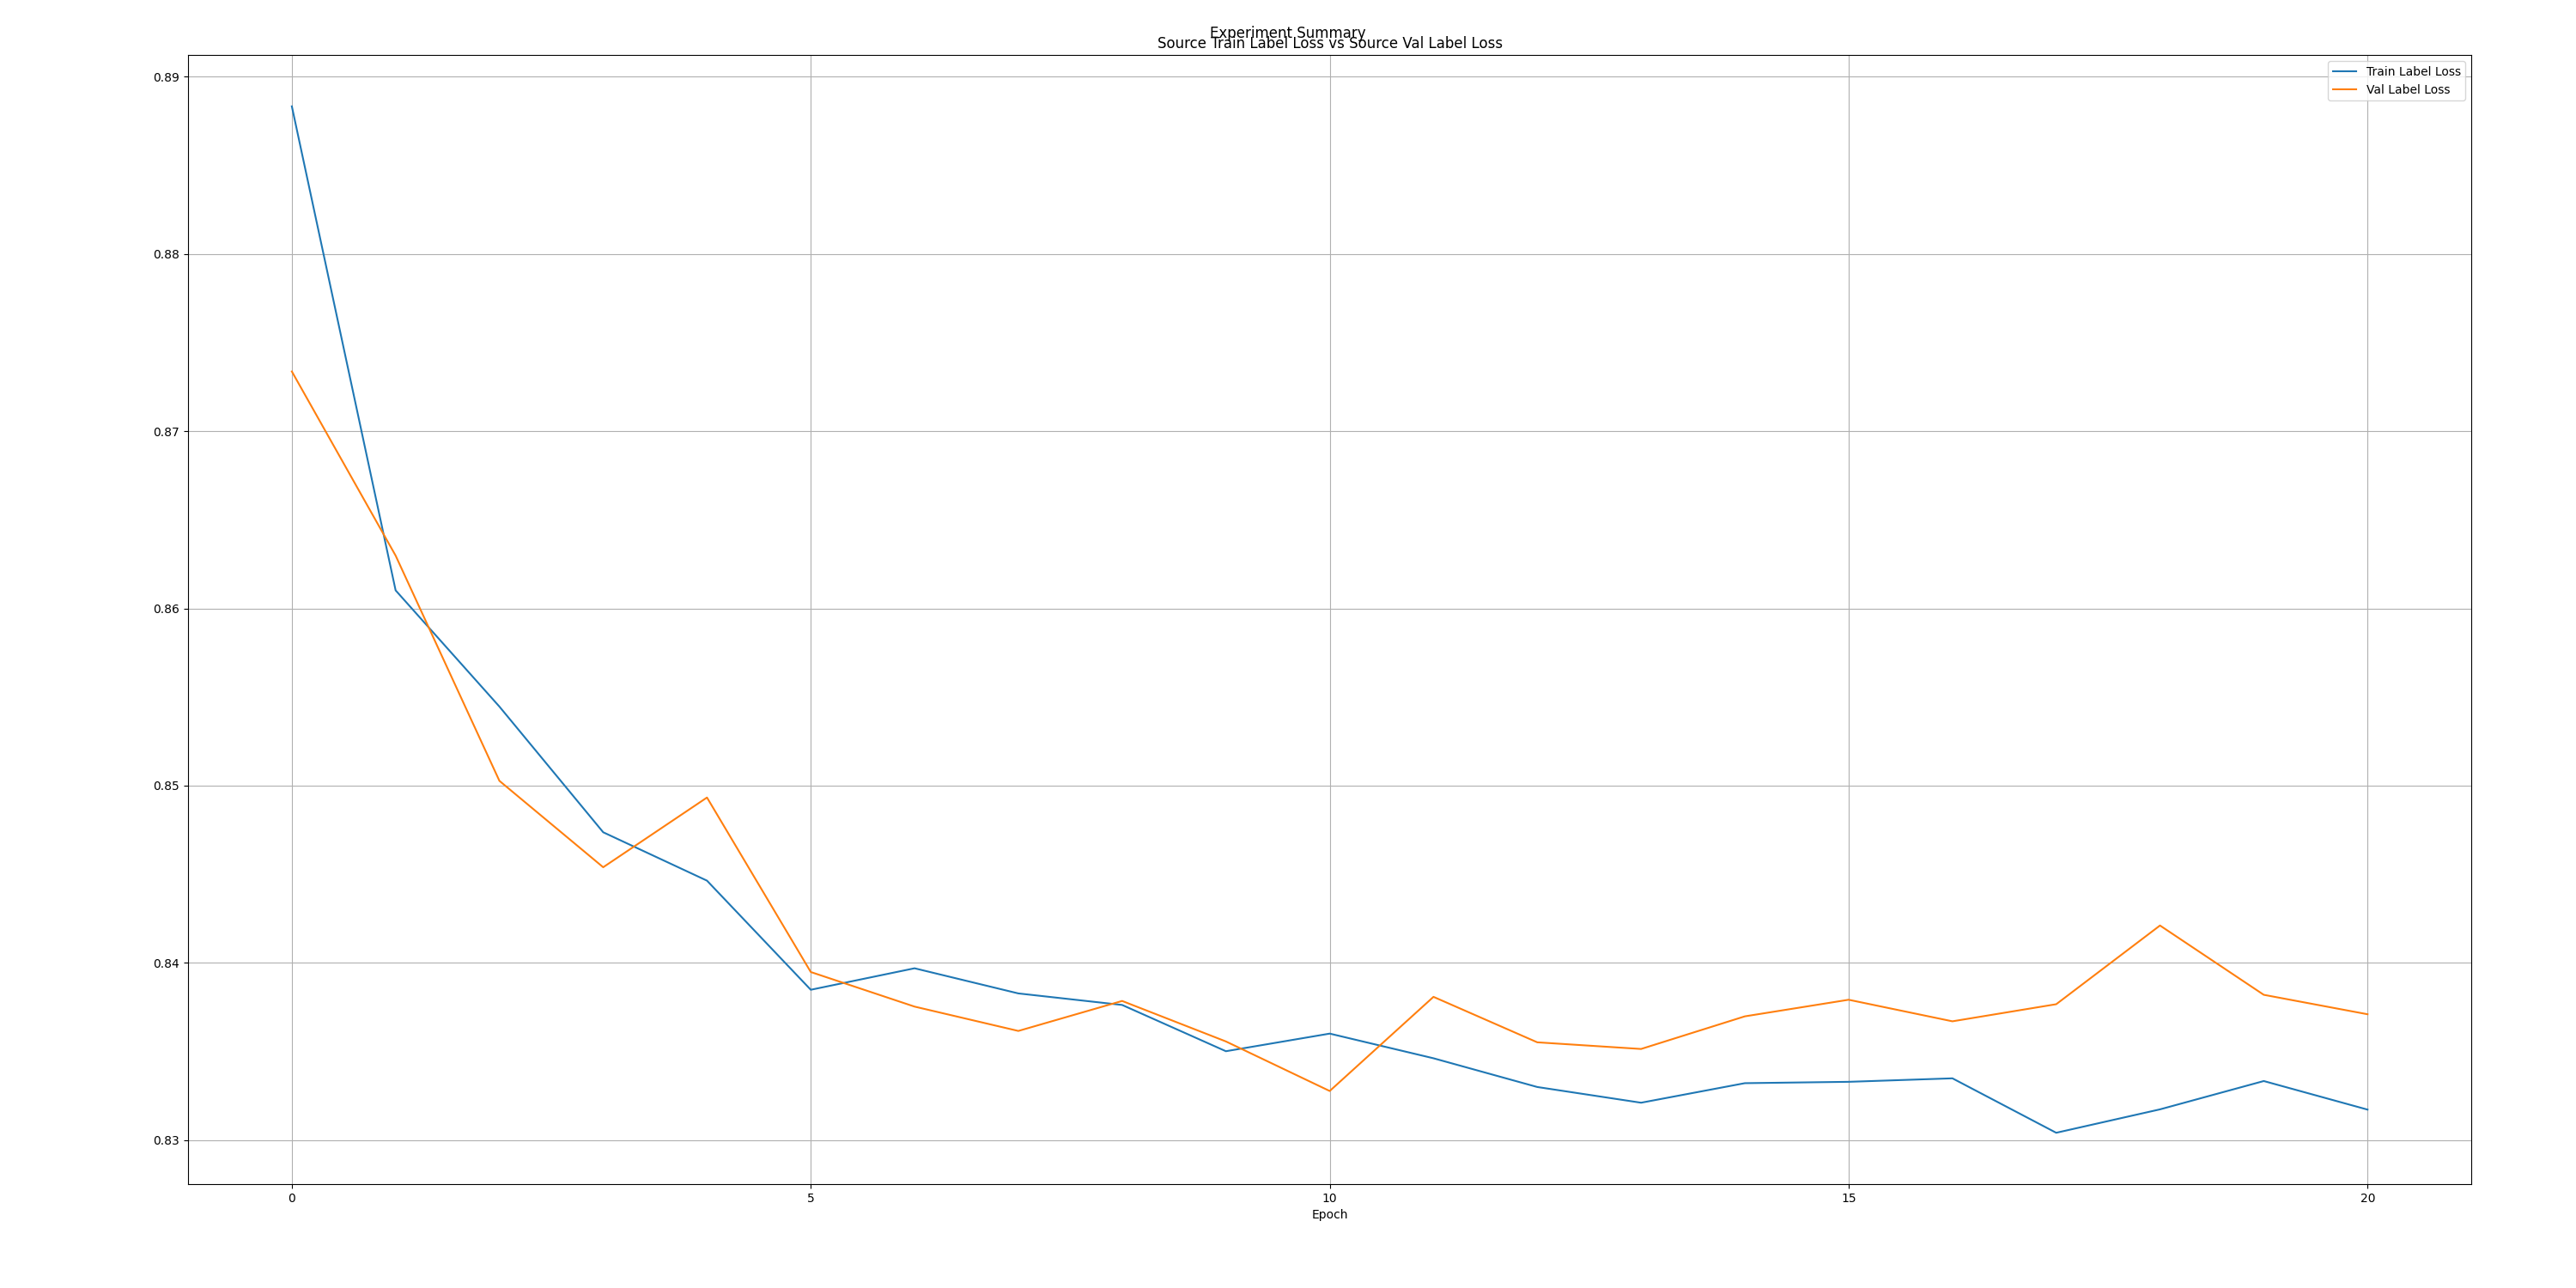 Experiment Summary
Source Train Label Loss vs Source Val Label Loss
Train Label Loss
Val Label Loss
0.89
0.88
0.87
0.86
0.85
0.84
0.83
0
5
10
15
20
Epoch